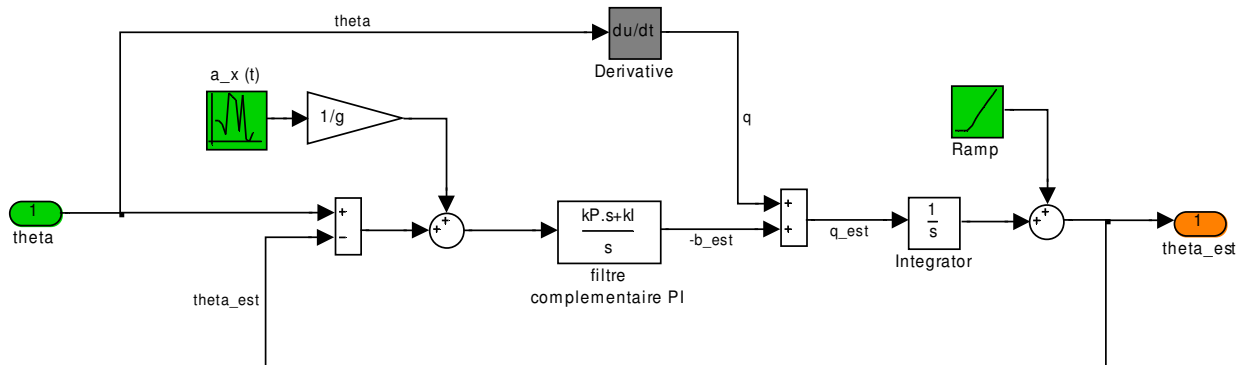 theta
du/dt
Derivative
a_x (t)
1/g
q
Ramp
1
theta
+
−
+
+
kP.s+kI
s
filtre
complementaire PI
-b_est
+
+
q_est
1
s
Integrator
+
+
1
theta_est
theta_est